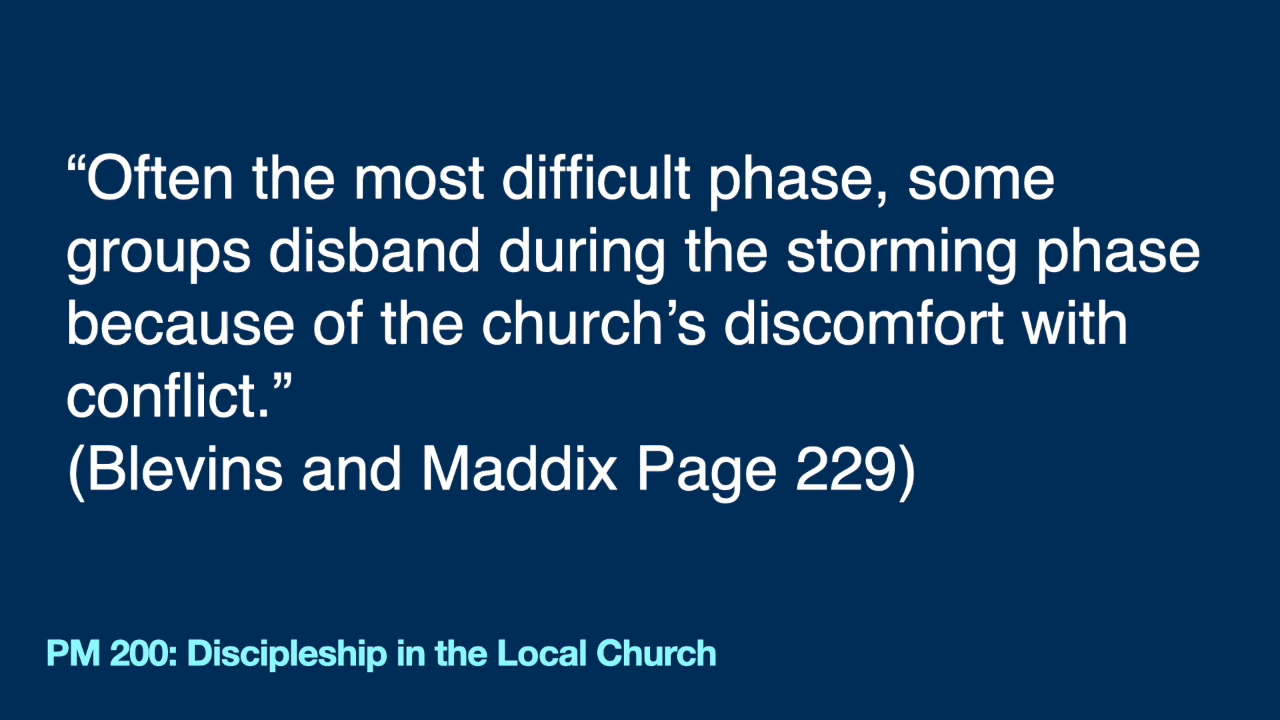 “Often the most difficult phase, some
groups disband during the storming phase
because of the church’s discomfort with
conflict.”
(Blevins and Maddix Page 229)
PM 200: Discipleship in the Local Church